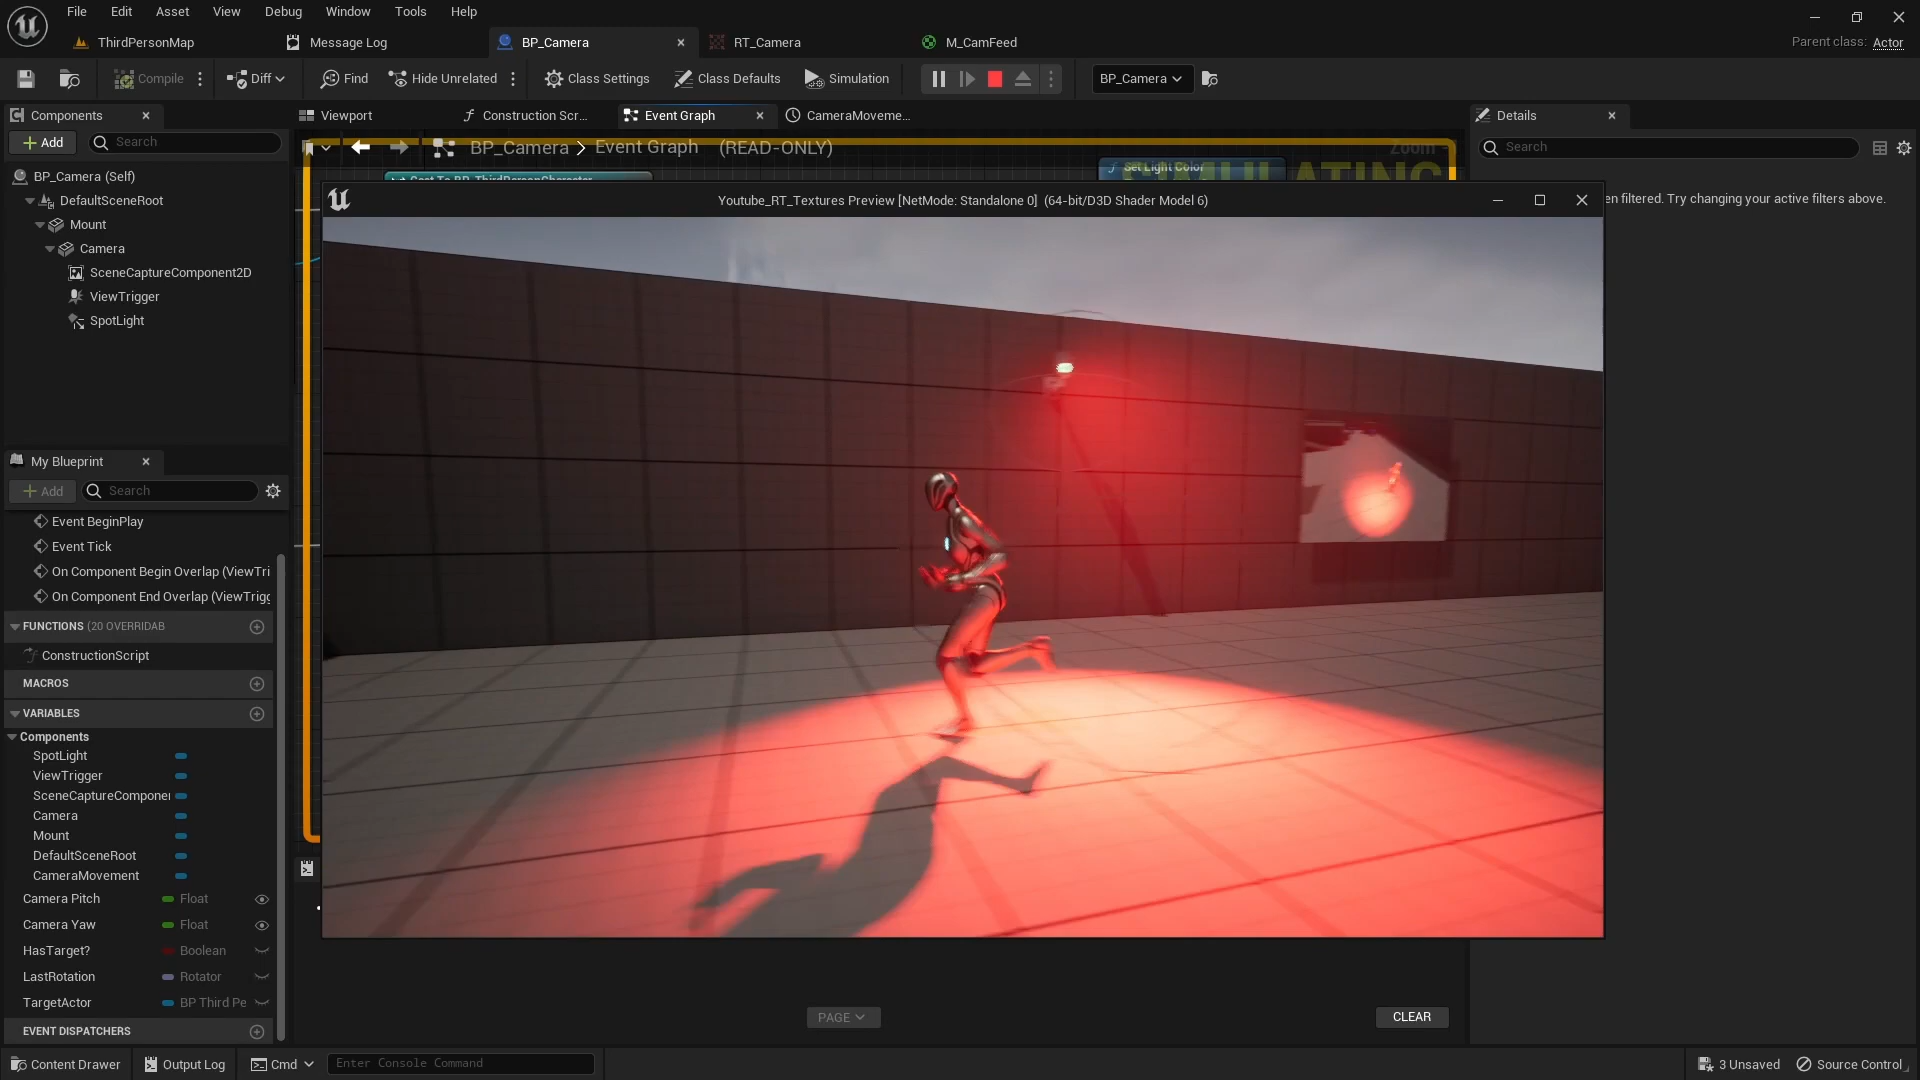 File Edit Asset View Debug Window Tools Help
ThirdPersonMap
Message Log
BP_Camera
RT_Camera
M_CamFeed
Parent class: Actor
Compile
Diff
Find
Hide Unrelated
Class Settings
Class Defaults
Simulation
BP_Camera
Components
Viewport
Construction Scr...
Event Graph
CameraMoveme...
Details
Add
Search
BP_Camera > Event Graph (READ-ONLY)
Zoom
Search
Cast To BP_ThirdPersonCharacter
Set Light Color
SIMULATING
BP_Camera (Self)
DefaultSceneRoot
Mount
Camera
SceneCaptureComponent2D
ViewTrigger
SpotLight
Youtube_RT_Textures Preview [NetMode: Standalone 0] (64-bit/D3D Shader Model 6)
en filtered. Try changing your active filters above.
My Blueprint
Add
Search
Event BeginPlay
Event Tick
On Component Begin Overlap (ViewTri
On Component End Overlap (ViewTrigg
FUNCTIONS (20 OVERRIDAB
ConstructionScript
MACROS
VARIABLES
Components
SpotLight
ViewTrigger
SceneCaptureComponen
Camera
Mount
DefaultSceneRoot
CameraMovement
Camera Pitch Float
Camera Yaw Float
HasTarget? Boolean
LastRotation Rotator
TargetActor BP Third Pe
EVENT DISPATCHERS
PAGE
CLEAR
Content Drawer
Output Log
Cmd
Enter Console Command
3 Unsaved
Source Control